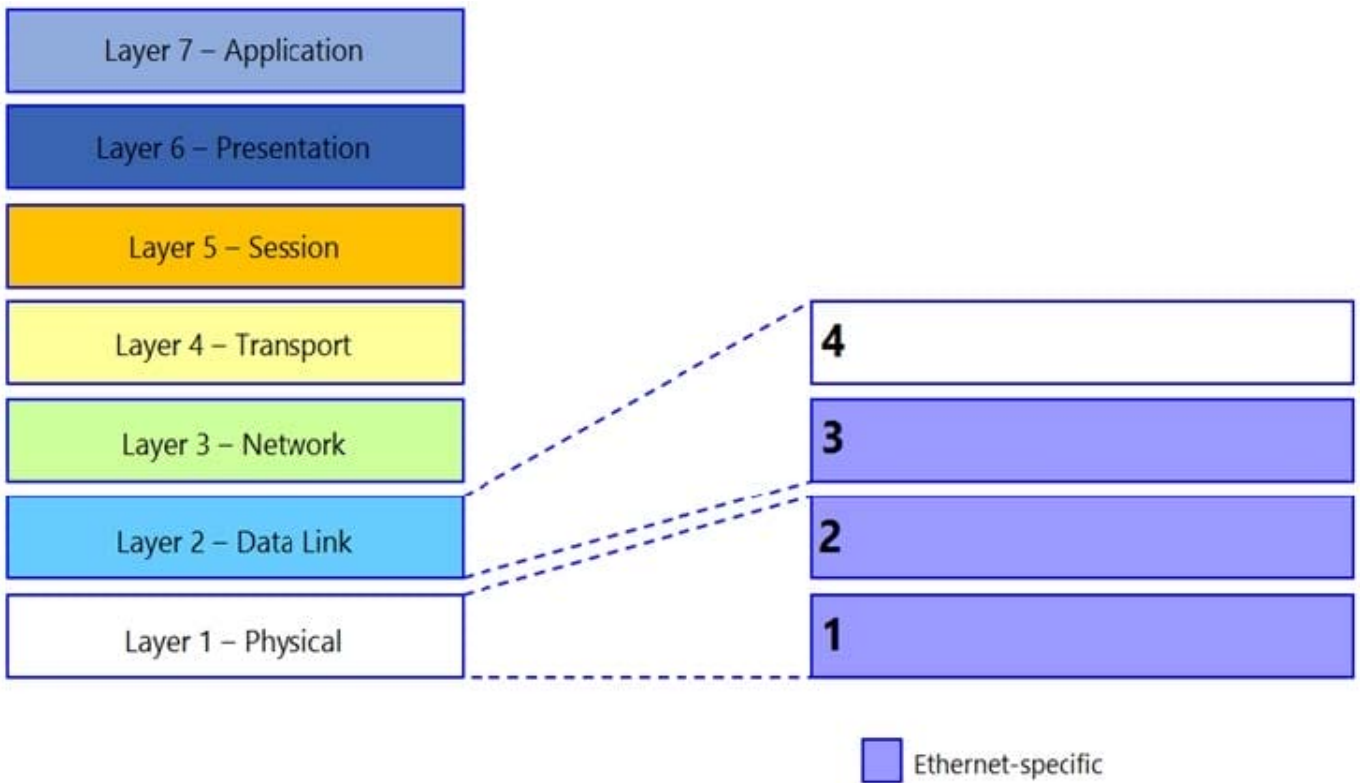 Layer 7 – Application
Layer 6 – Presentation
Layer 5 – Session
Layer 4 – Transport
Layer 3 – Network
Layer 2 – Data Link
Layer 1 – Physical
4
3
2
1
Ethernet-specific